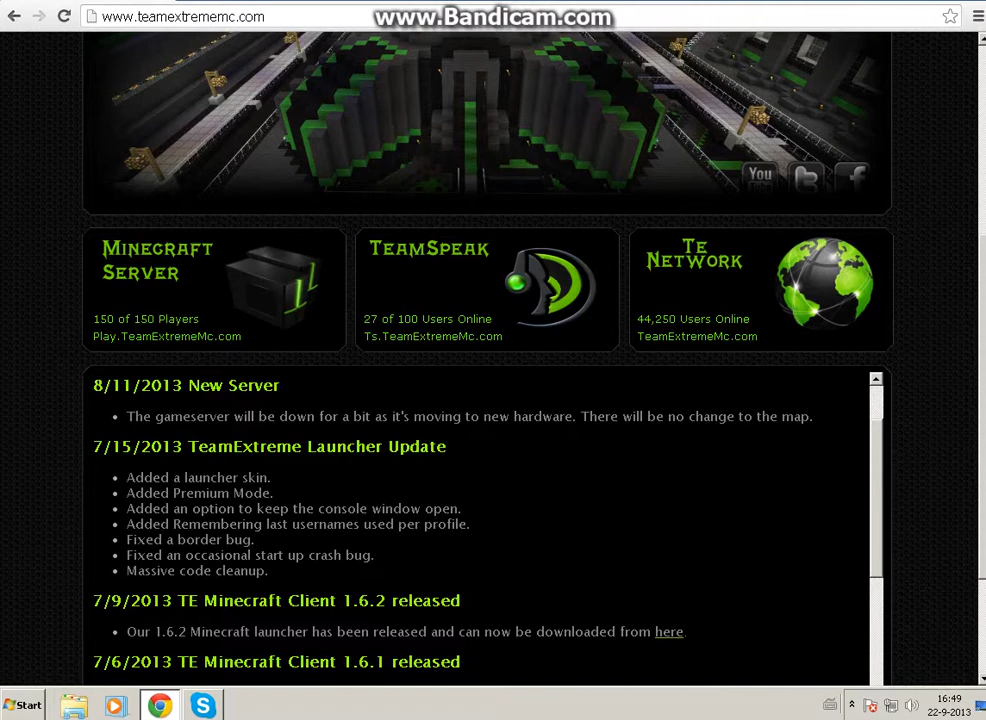 www.teamextrememc.com
www.Bandicam.com
You
Minecraft
Server
150 of 150 Players
Play.TeamExtremeMc.com
TeamSpeak
27 of 100 Users Online
Ts.TeamExtremeMc.com
TE
Network
44,250 Users Online
TeamExtremeMc.com
8/11/2013 New Server
• The gameserver will be down for a bit as it's moving to new hardware. There will be no change to the map.
7/15/2013 TeamExtreme Launcher Update
• Added a launcher skin.
• Added Premium Mode.
• Added an option to keep the console window open.
• Added Remembering last usernames used per profile.
• Fixed a border bug.
• Fixed an occasional start up crash bug.
• Massive code cleanup.
7/9/2013 TE Minecraft Client 1.6.2 released
• Our 1.6.2 Minecraft launcher has been released and can now be downloaded from here.
7/6/2013 TE Minecraft Client 1.6.1 released
Start
16:49
22-9-2013